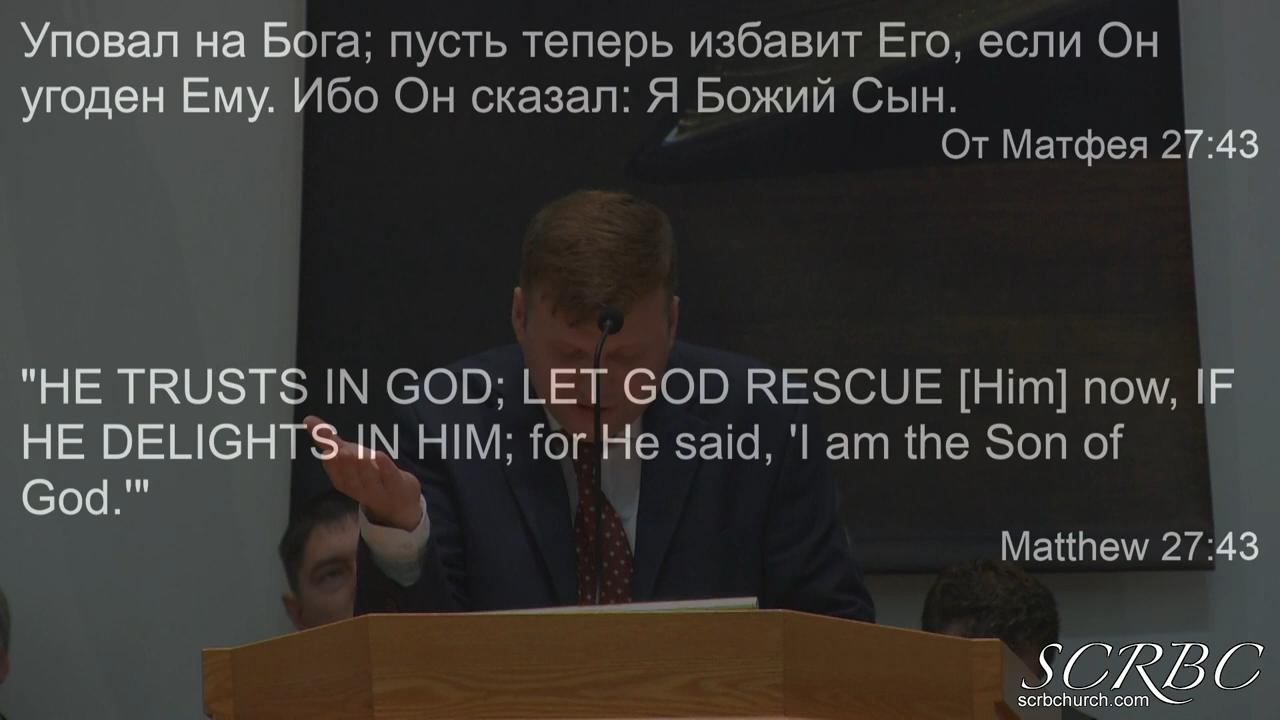 Уповал на Бога; пусть теперь избавит Его, если Он
угоден Ему. Ибо Он сказал: Я Божий Сын.
От Матфея 27:43
"HE TRUSTS IN GOD; LET GOD RESCUE [Him] now, IF
HE DELIGHTS IN HIM; for He said, 'I am the Son of
God.'"
Matthew 27:43
SCRBC
scrbchurch.com